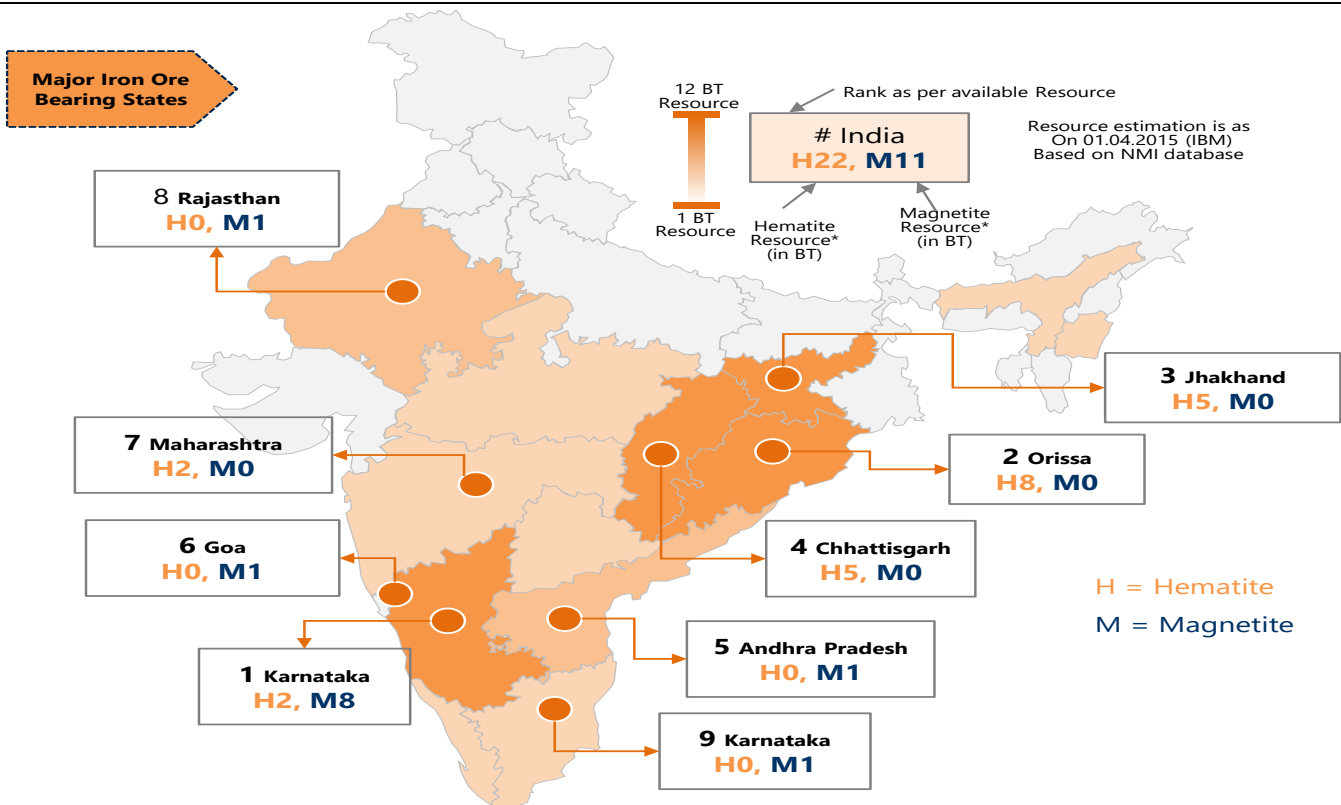 Major Iron Ore
Bearing States
12 BT
Resource
1 BT
Resource
Rank as per available Resource
# India
H22, M11
Hematite
Resource*
(in BT)
Magnetite
Resource*
(in BT)
Resource estimation is as
On 01.04.2015 (IBM)
Based on NMI database
8 Rajasthan
H0, M1
3 Jhakhand
H5, M0
7 Maharashtra
H2, M0
2 Orissa
H8, M0
6 Goa
H0, M1
4 Chhattisgarh
H5, M0
H = Hematite
M = Magnetite
5 Andhra Pradesh
H0, M1
1 Karnataka
H2, M8
9 Karnataka
H0, M1